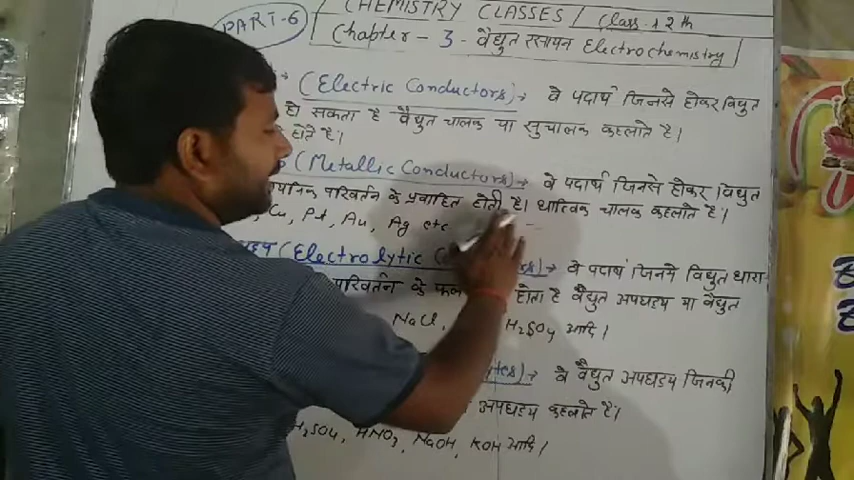 CHEMISTRY CLASSES / Class-12th
PART-6
Chapter - 3 - वैद्युत रसायन Electrochemistry
(Electric Conductors) → वे पदार्थ जिनसे होकर विद्युत
हो सकता है वैद्युत चालक या सुचालक कहलाते है।
होते है।
(Metallic Conductors) → वे पदार्थ जिनसे होकर विद्युत
परिवर्तन के प्रवाहित होती है। धात्विक चालक कहलाते है।
Cu, Pt, Au, Ag etc
(Electrolytic → वे पदार्थ जिनमे विद्युत धारा
परिवर्तन के होता है वैद्युत अपघट्य या वैद्युत
NaCl, H₂SO₄ आदि।
→ वे वैद्युत अपघट्य जिनकी
अपघट्य कहलाते है।
H₂SO₄, HNO₃, NaOH, KOH आदि।